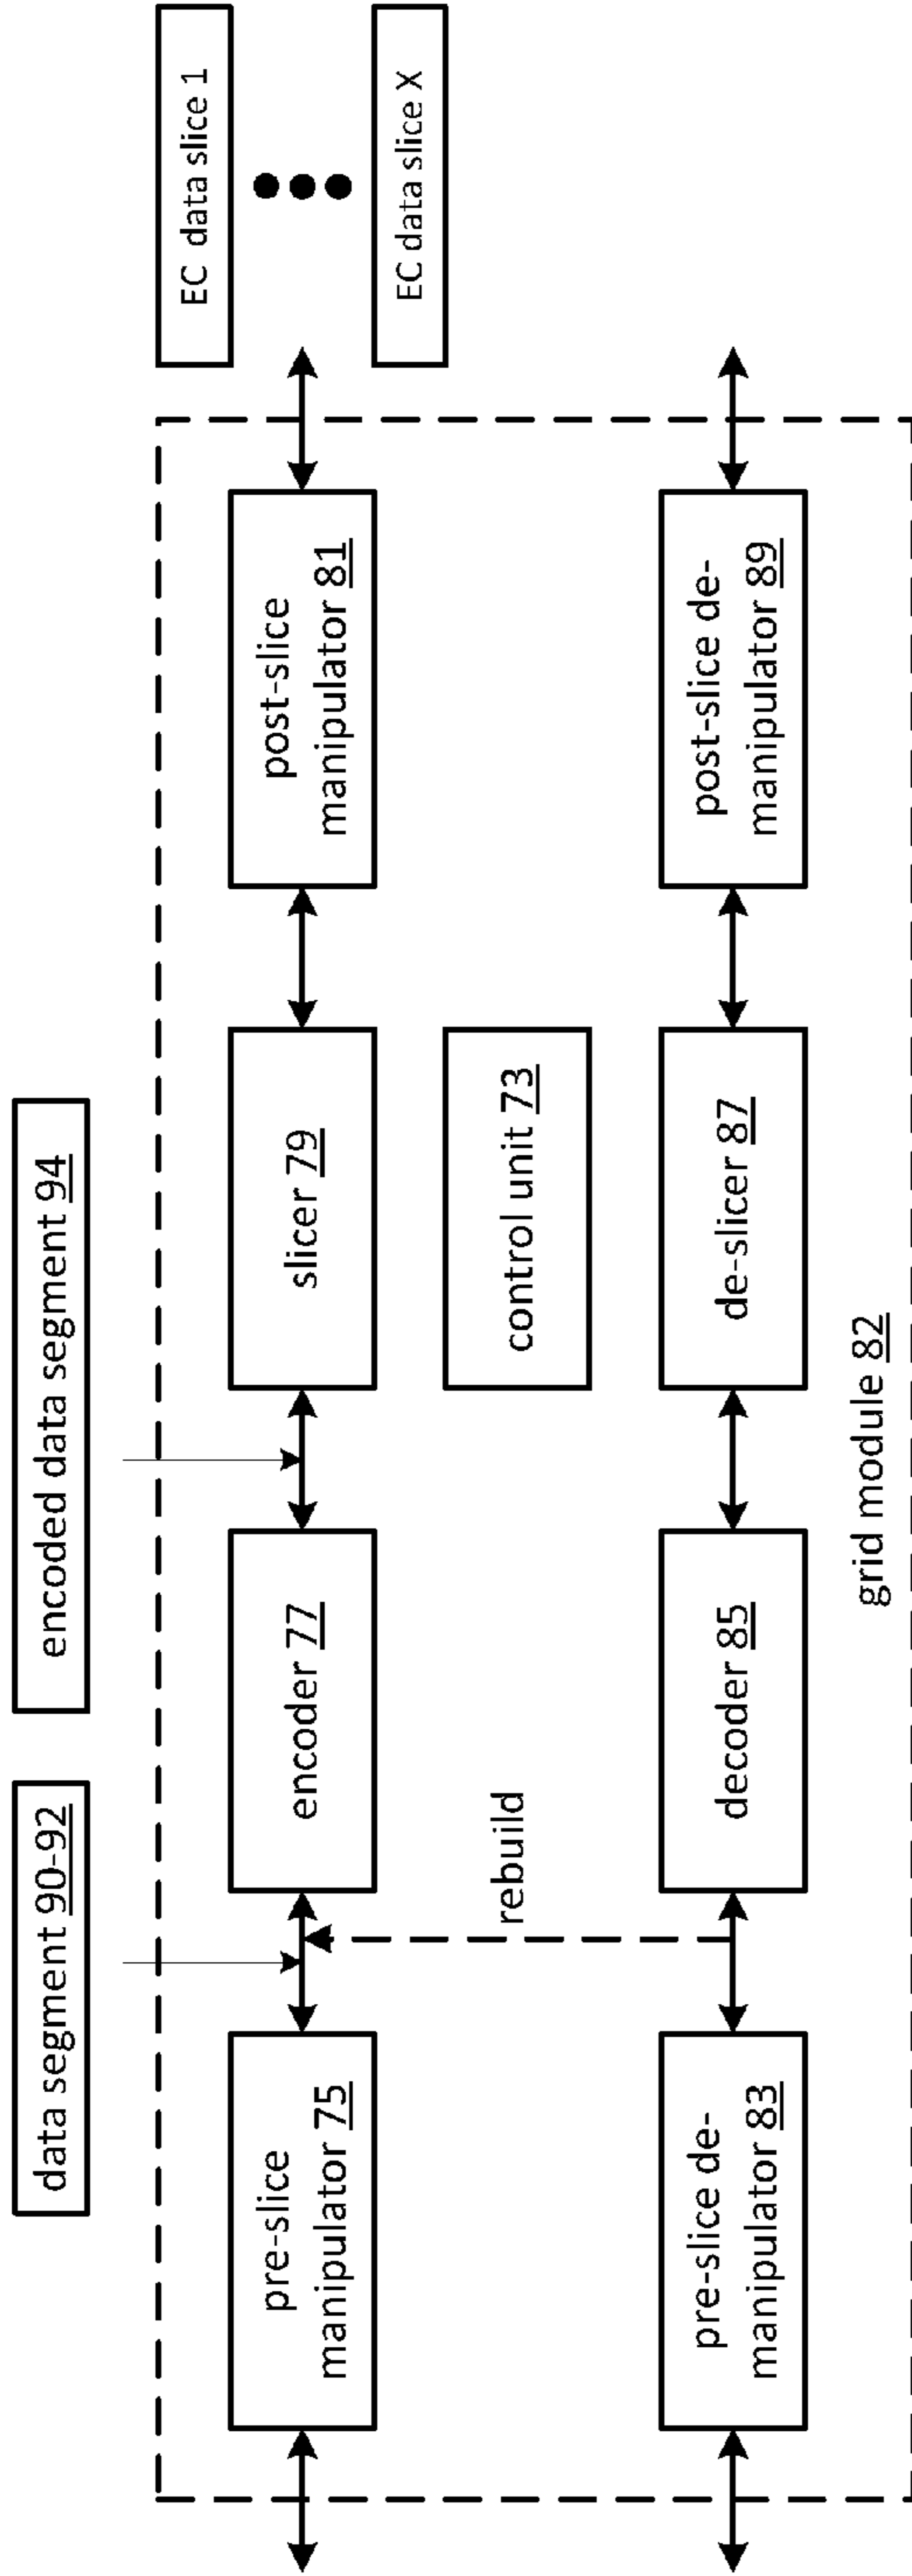 data segment 90-92
encoded data segment 94
EC data slice 1
EC data slice X
pre-slice
manipulator 75
encoder 77
slicer 79
post-slice
manipulator 81
rebuild
control unit 73
pre-slice de-
manipulator 83
decoder 85
de-slicer 87
post-slice de-
manipulator 89
grid module 82